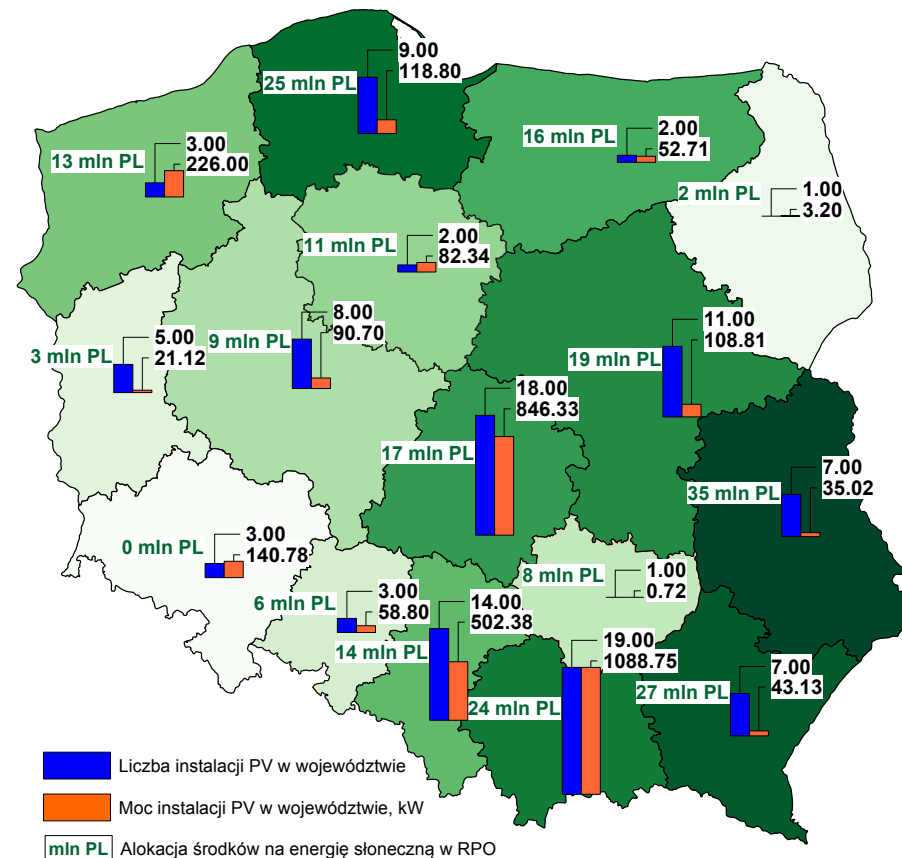 9.00
118.80
25 mln PL
2.00
52.71
16 mln PL
3.00
226.00
13 mln PL
1.00
3.20
2 mln PL
2.00
82.34
11 mln PL
8.00
90.70
9 mln PL
5.00
21.12
3 mln PL
11.00
108.81
19 mln PL
18.00
846.33
17 mln PL
7.00
35.02
35 mln PL
3.00
140.78
0 mln PL
1.00
0.72
8 mln PL
3.00
58.80
6 mln PL
14.00
502.38
14 mln PL
19.00
1088.75
24 mln PL
7.00
43.13
27 mln PL
Liczba instalacji PV w województwie
Moc instalacji PV w województwie, kW
mln PL Alokacja środków na energię słoneczną w RPO